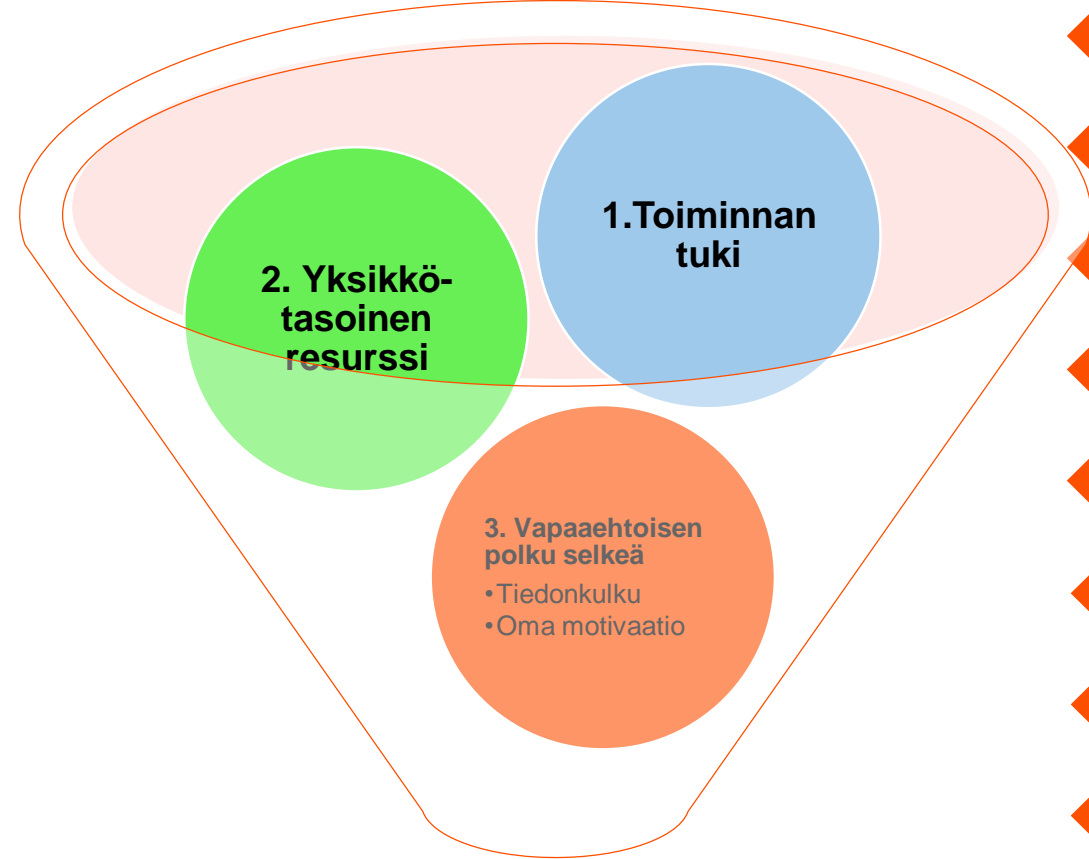 1.Toiminnan
tuki
2. Yksikkö-
tasoinen
resurssi
3. Vapaaehtoisen
polku selkeä
•Tiedonkulku
•Oma motivaatio